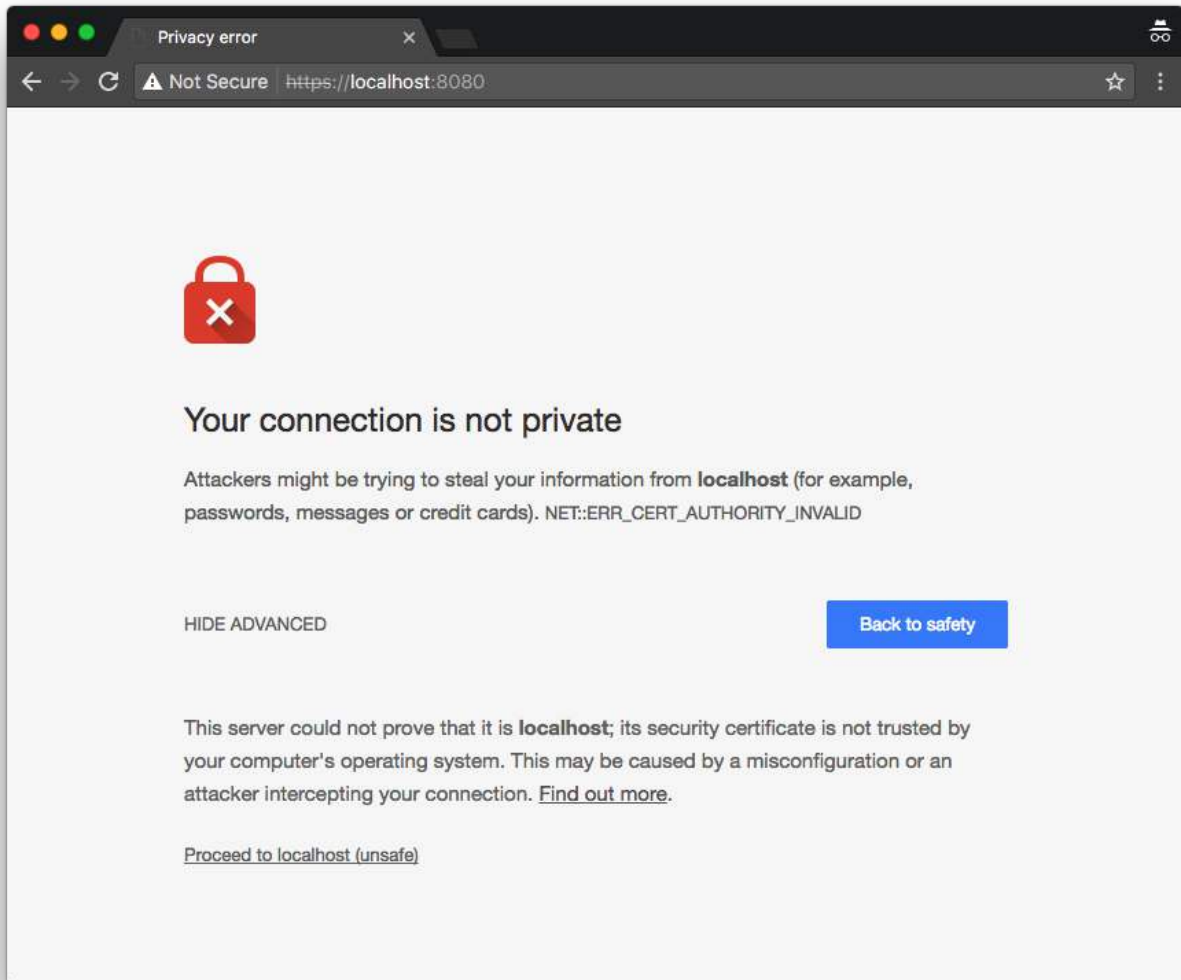 Privacy error
Not Secure https://localhost:8080
Your connection is not private
Attackers might be trying to steal your information from localhost (for example,
passwords, messages or credit cards). NET::ERR_CERT_AUTHORITY_INVALID
HIDE ADVANCED
Back to safety
This server could not prove that it is localhost; its security certificate is not trusted by
your computer's operating system. This may be caused by a misconfiguration or an
attacker intercepting your connection. Find out more.
Proceed to localhost (unsafe)